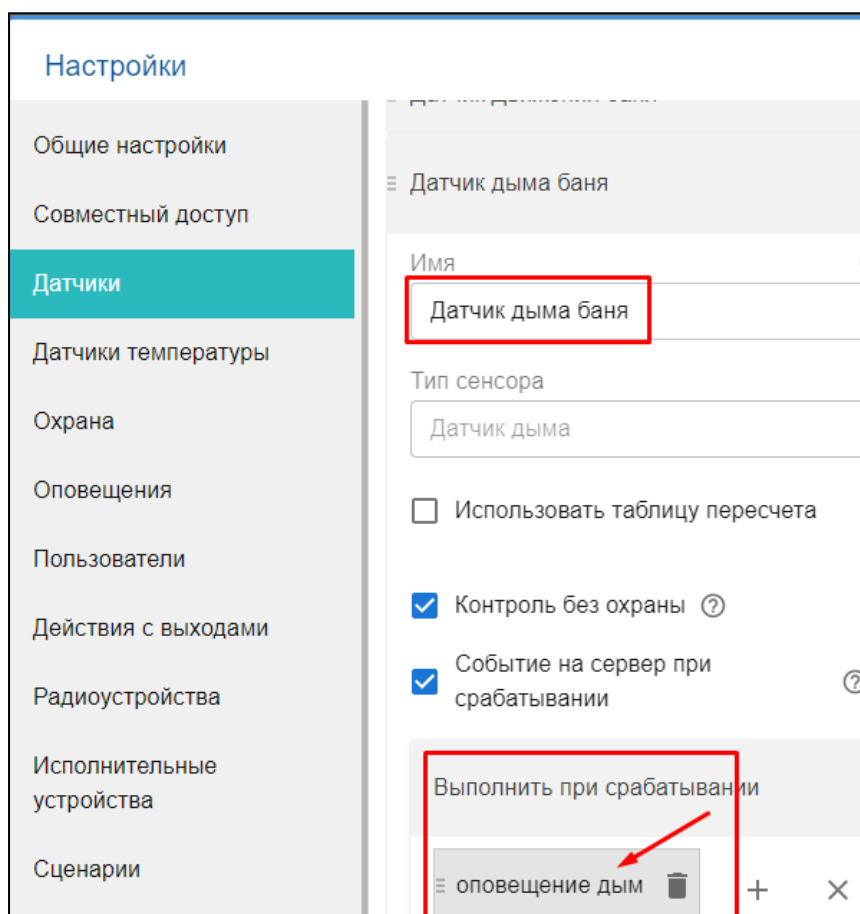 Настройки
Общие настройки
Совместный доступ
Датчики
Датчики температуры
Охрана
Оповещения
Пользователи
Действия с выходами
Радиоустройства
Исполнительные
устройства
Сценарии
Датчик дыма баня
Имя
Датчик дыма баня
Тип сенсора
Датчик дыма
Использовать таблицу пересчета
Контроль без охраны
Событие на сервер при
срабатывании
Выполнить при срабатывании
оповещение дым